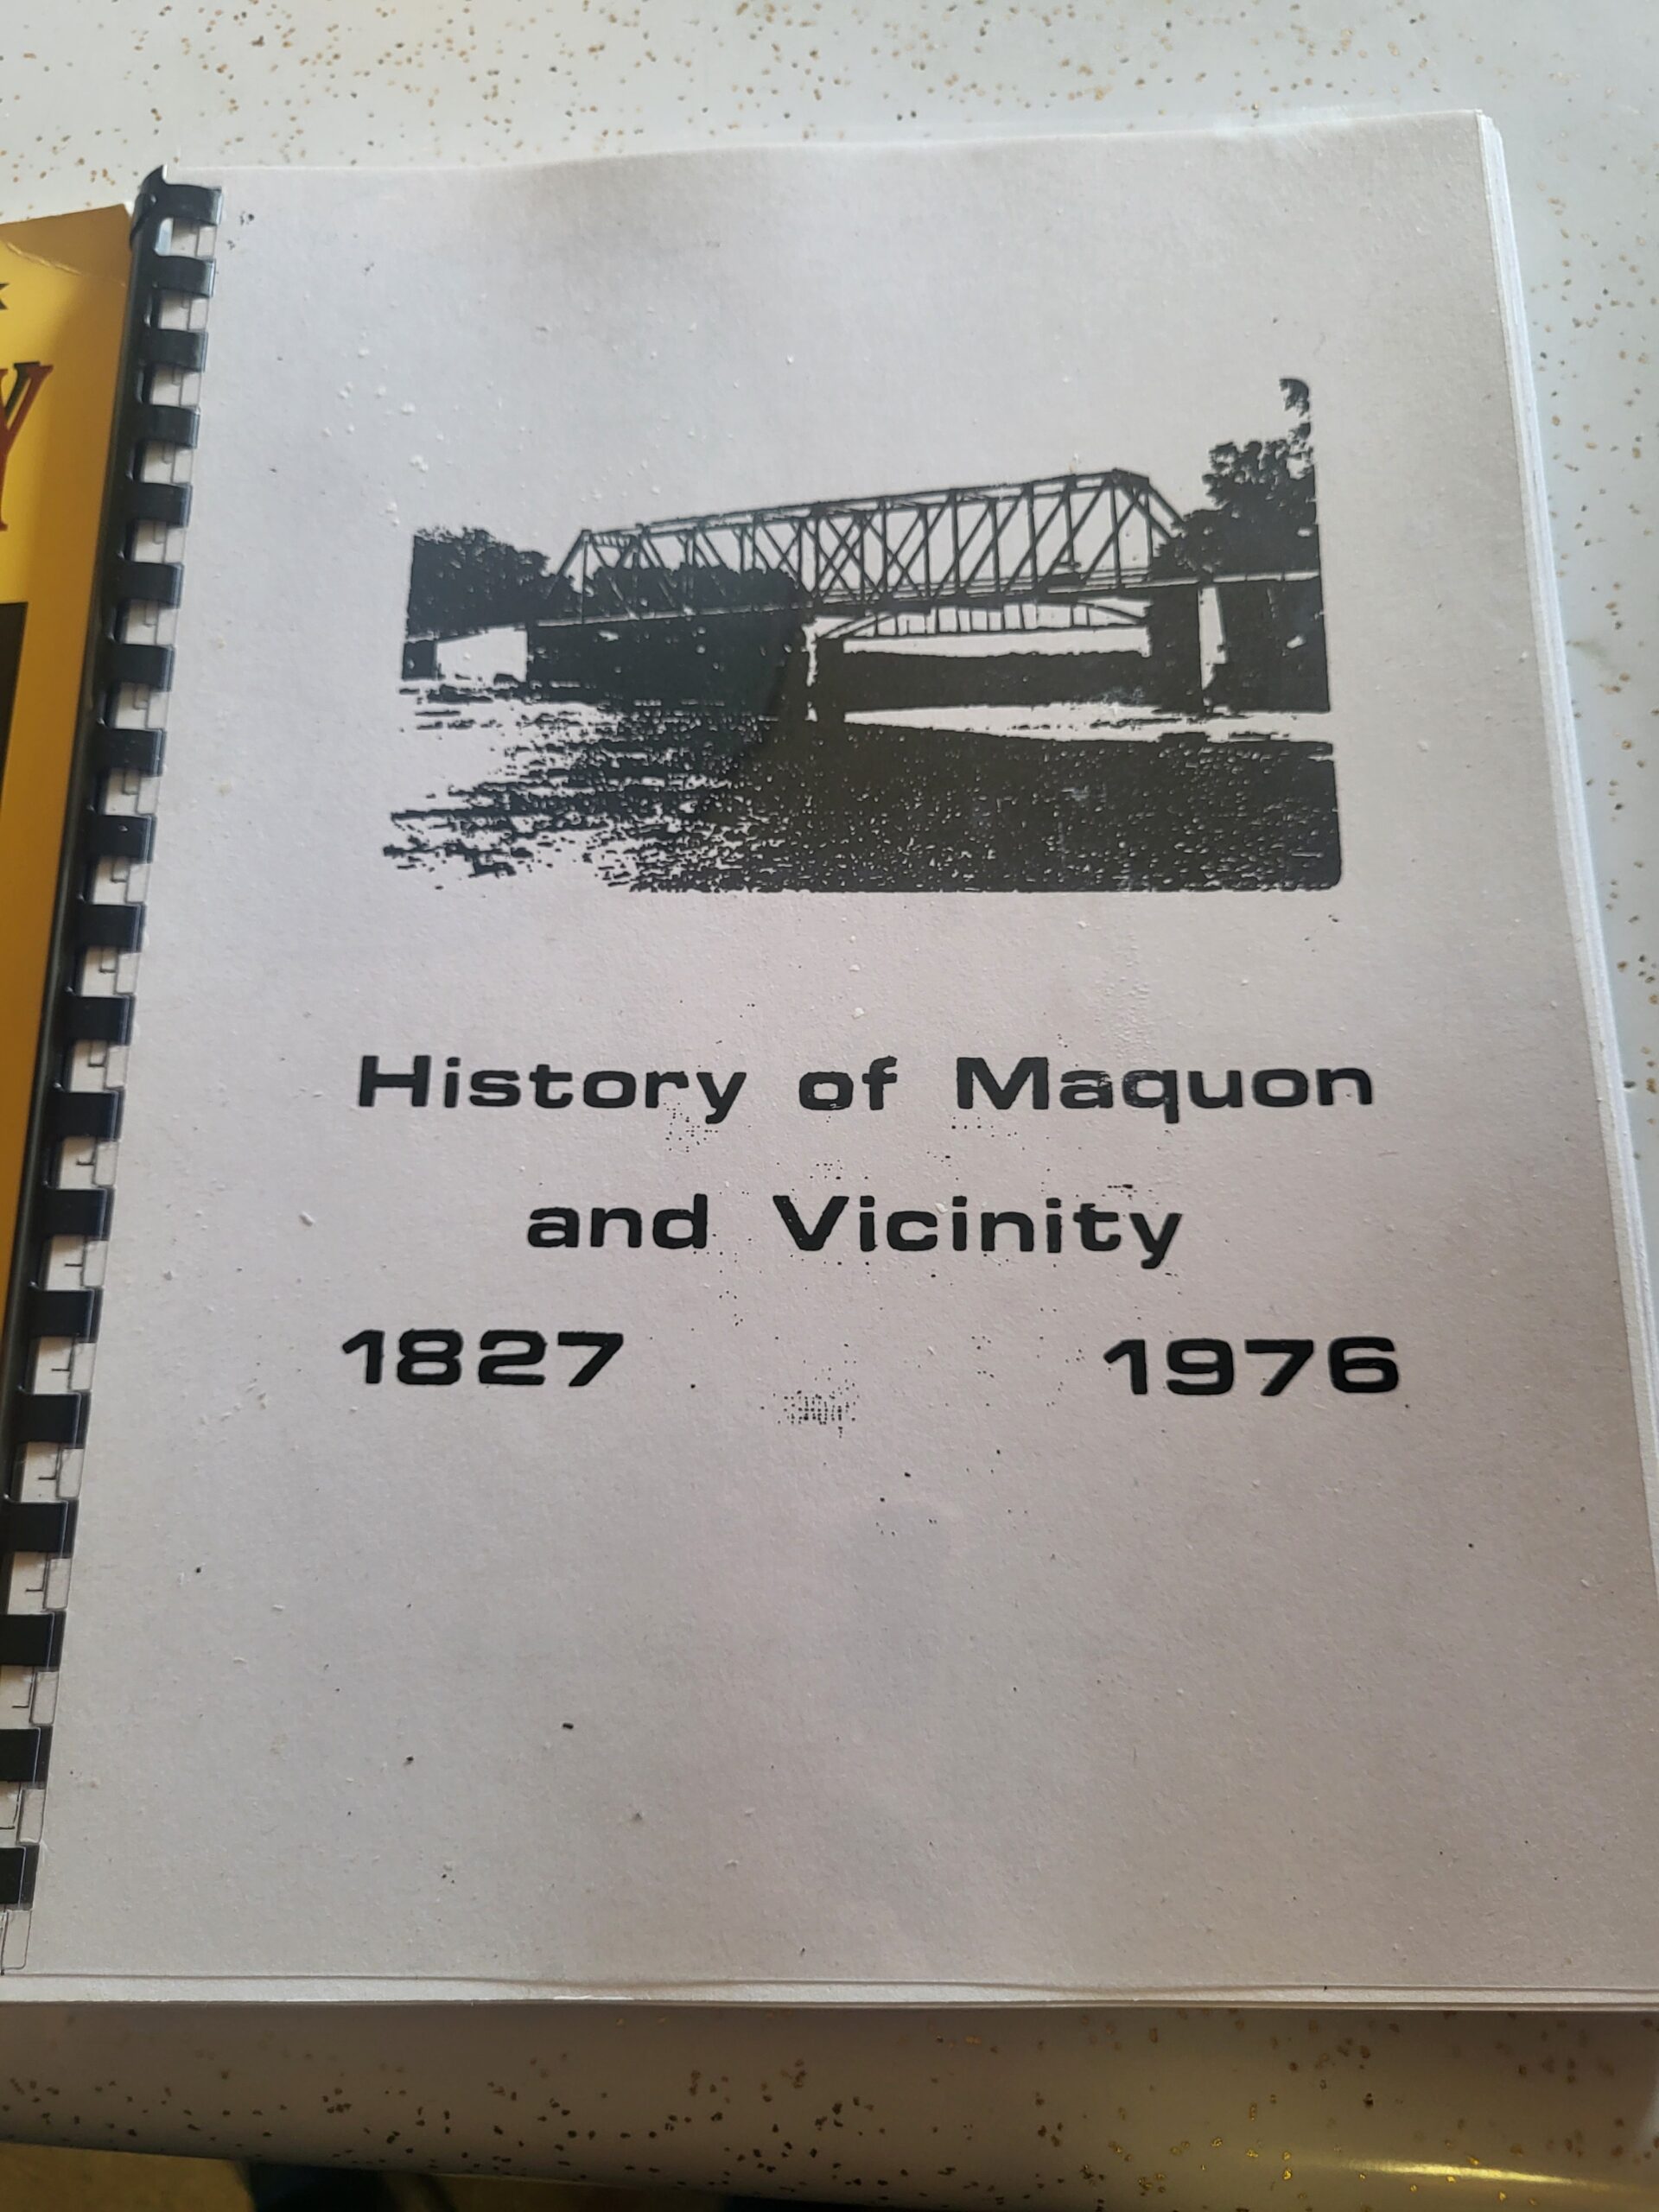 History of Maquon
and Vicinity
1827 1976
Y